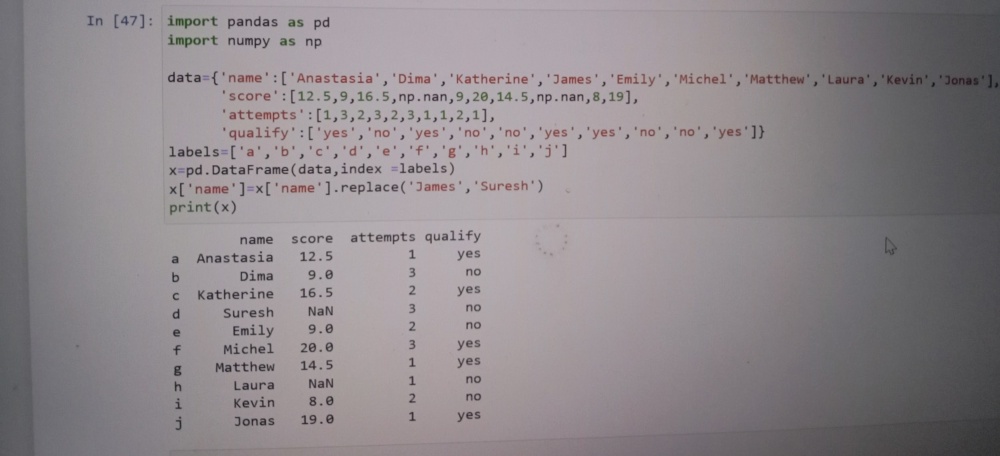 In [47]: import pandas as pd
import numpy as np
data={'name':['Anastasia','Dima','Katherine','James','Emily','Michel','Matthew','Laura','Kevin','Jonas'],
'score':[12.5,9,16.5,np.nan,9,20,14.5,np.nan,8,19],
'attempts':[1,3,2,3,2,3,1,1,2,1],
'qualify':['yes','no','yes','no','no','yes','yes','no','no','yes']}
labels=['a','b','c','d','e','f','g','h','i','j']
x=pd.DataFrame(data,index =labels)
x['name']=x['name'].replace('James','Suresh')
print(x)
name score attempts qualify
a Anastasia 12.5 1 yes
b Dima 9.0 3 no
c Katherine 16.5 2 yes
d Suresh NaN 3 no
e Emily 9.0 2 no
f Michel 20.0 3 yes
g Matthew 14.5 1 yes
h Laura NaN 1 no
i Kevin 8.0 2 no
j Jonas 19.0 1 yes